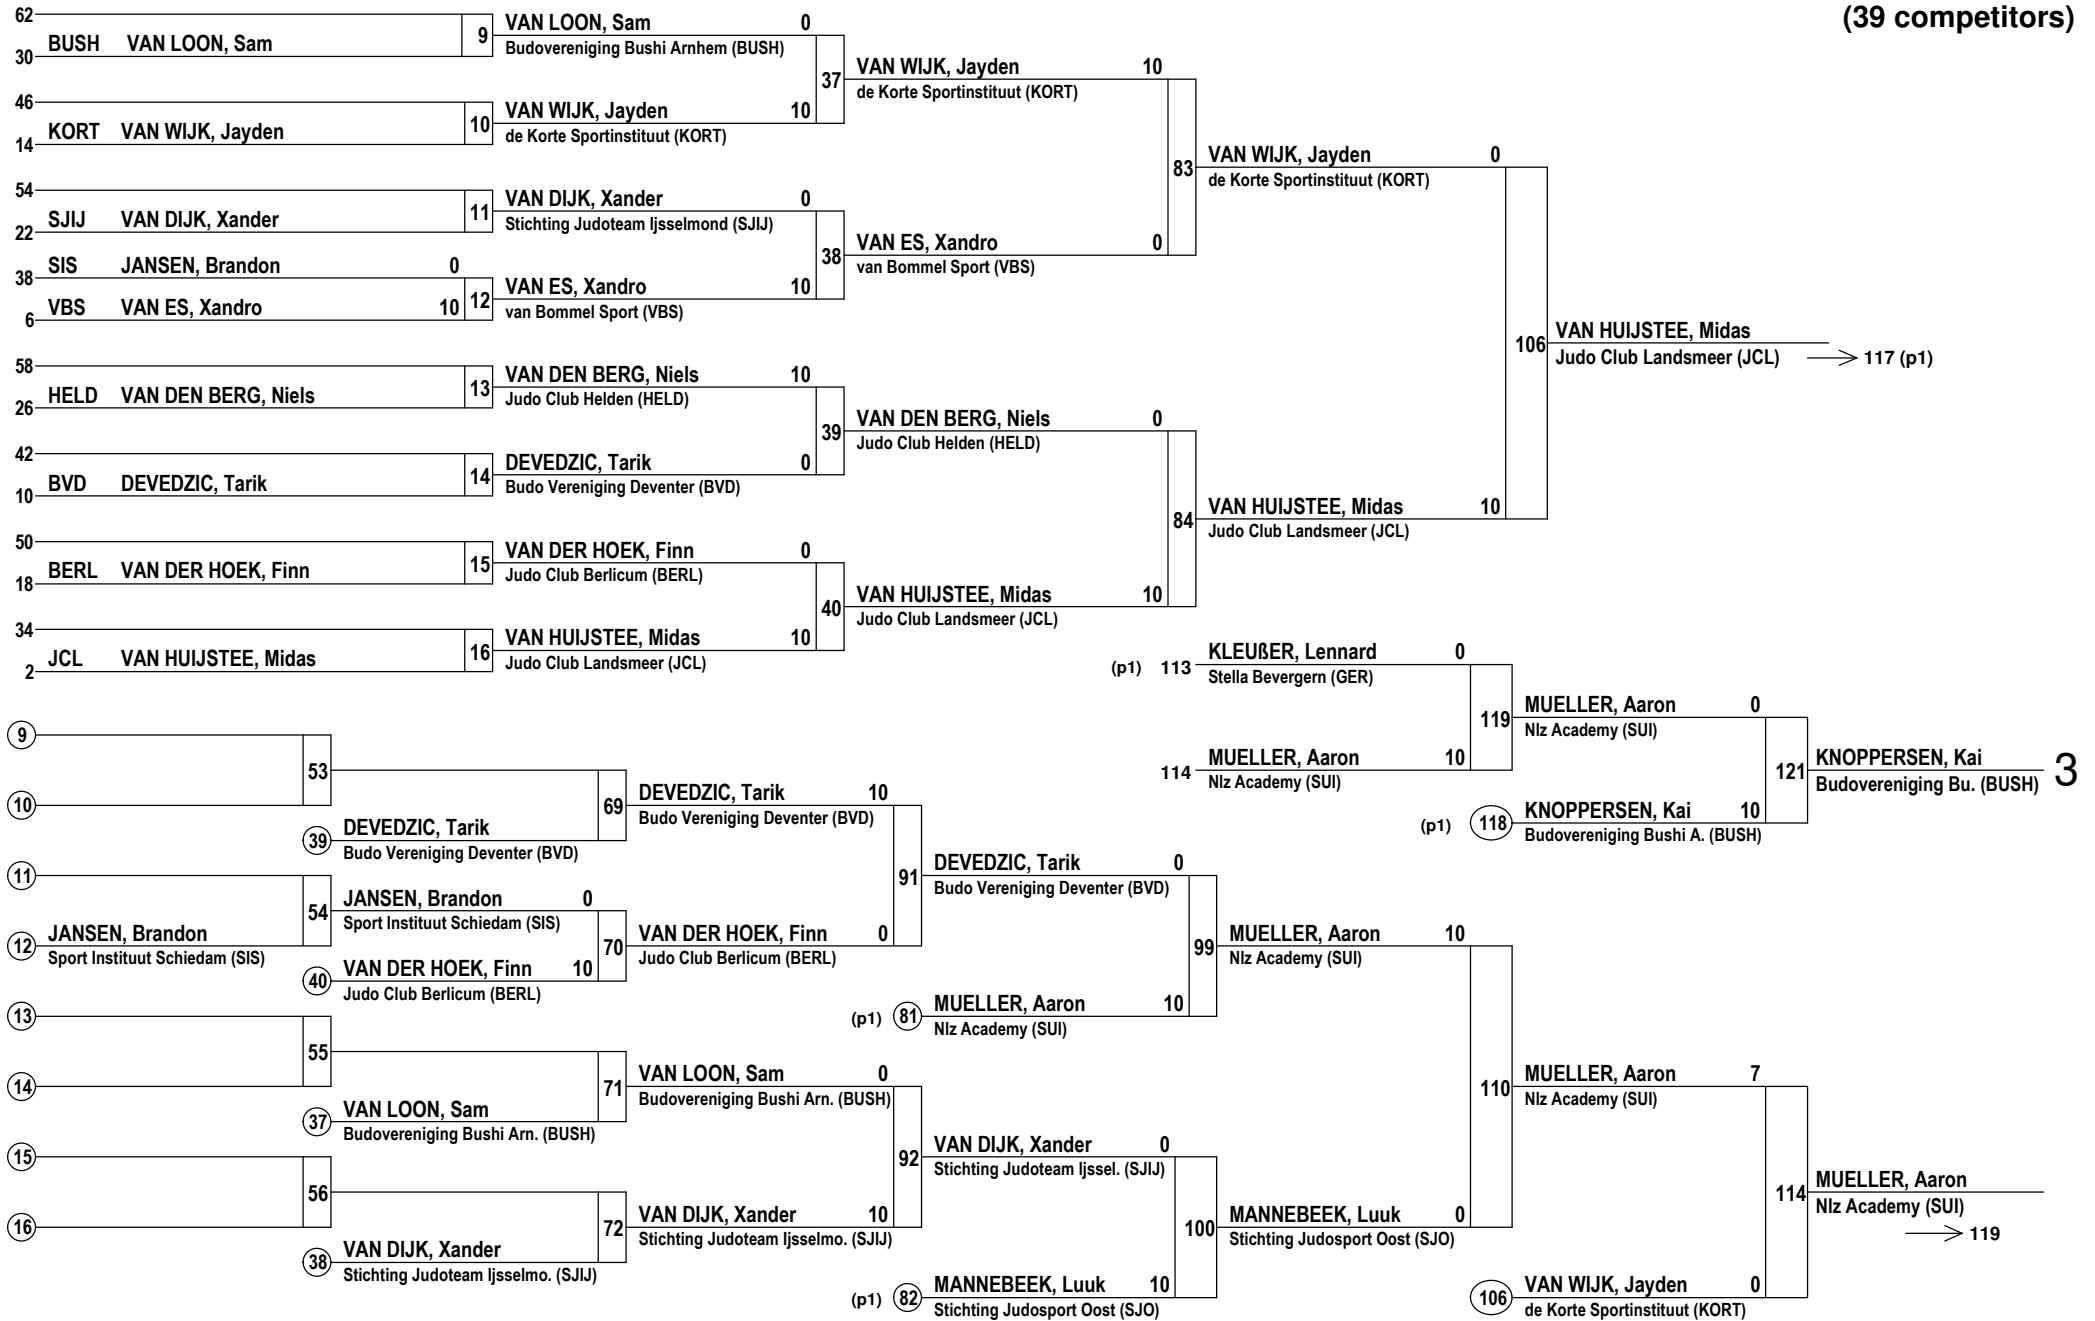 (39 competitors)
62
BUSH VAN LOON, Sam
30
9
VAN LOON, Sam 0
Budovereniging Bushi Arnhem (BUSH)
46
KORT VAN WIJK, Jayden
14
10
VAN WIJK, Jayden 10
de Korte Sportinstituut (KORT)
37
VAN WIJK, Jayden 10
de Korte Sportinstituut (KORT)
54
SJIJ VAN DIJK, Xander
22
11
VAN DIJK, Xander 0
Stichting Judoteam Ijsselmond (SJIJ)
SIS JANSEN, Brandon 0
38
VBS VAN ES, Xandro 10
6
12
VAN ES, Xandro 10
van Bommel Sport (VBS)
38
VAN ES, Xandro 0
van Bommel Sport (VBS)
83
VAN WIJK, Jayden 0
de Korte Sportinstituut (KORT)
58
HELD VAN DEN BERG, Niels
26
13
VAN DEN BERG, Niels 10
Judo Club Helden (HELD)
42
BVD DEVEDZIC, Tarik
10
14
DEVEDZIC, Tarik 0
Budo Vereniging Deventer (BVD)
39
VAN DEN BERG, Niels 0
Judo Club Helden (HELD)
50
BERL VAN DER HOEK, Finn
18
15
VAN DER HOEK, Finn 0
Judo Club Berlicum (BERL)
34
JCL VAN HUIJSTEE, Midas
2
16
VAN HUIJSTEE, Midas 10
Judo Club Landsmeer (JCL)
40
VAN HUIJSTEE, Midas 10
Judo Club Landsmeer (JCL)
84
VAN HUIJSTEE, Midas 10
Judo Club Landsmeer (JCL)
106
VAN HUIJSTEE, Midas
Judo Club Landsmeer (JCL) 117 (p1)
(p1) 113
KLEUßER, Lennard 0
Stella Bevergern (GER)
114
MUELLER, Aaron 10
Nlz Academy (SUI)
119
MUELLER, Aaron 0
Nlz Academy (SUI)
(p1) 118
KNOPPERSEN, Kai 10
Budovereniging Bushi A. (BUSH)
121
KNOPPERSEN, Kai
Budovereniging Bu. (BUSH)
3
9
10
53
39
DEVEDZIC, Tarik
Budo Vereniging Deventer (BVD)
69
DEVEDZIC, Tarik 10
Budo Vereniging Deventer (BVD)
11
12
JANSEN, Brandon
Sport Instituut Schiedam (SIS)
54
JANSEN, Brandon 0
Sport Instituut Schiedam (SIS)
40
VAN DER HOEK, Finn 10
Judo Club Berlicum (BERL)
70
VAN DER HOEK, Finn 0
Judo Club Berlicum (BERL)
91
DEVEDZIC, Tarik 0
Budo Vereniging Deventer (BVD)
(p1) 81
MUELLER, Aaron 10
Nlz Academy (SUI)
99
MUELLER, Aaron 10
Nlz Academy (SUI)
13
14
55
37
VAN LOON, Sam
Budovereniging Bushi Arn. (BUSH)
71
VAN LOON, Sam 0
Budovereniging Bushi Arn. (BUSH)
15
16
56
38
VAN DIJK, Xander
Stichting Judoteam Ijsselmo. (SJIJ)
72
VAN DIJK, Xander 10
Stichting Judoteam Ijsselmo. (SJIJ)
92
VAN DIJK, Xander 0
Stichting Judoteam Ijssel. (SJIJ)
(p1) 82
MANNEBEEK, Luuk 10
Stichting Judosport Oost (SJO)
100
MANNEBEEK, Luuk 0
Stichting Judosport Oost (SJO)
110
MUELLER, Aaron 7
Nlz Academy (SUI)
106
VAN WIJK, Jayden 0
de Korte Sportinstituut (KORT)
114
MUELLER, Aaron
Nlz Academy (SUI)
119